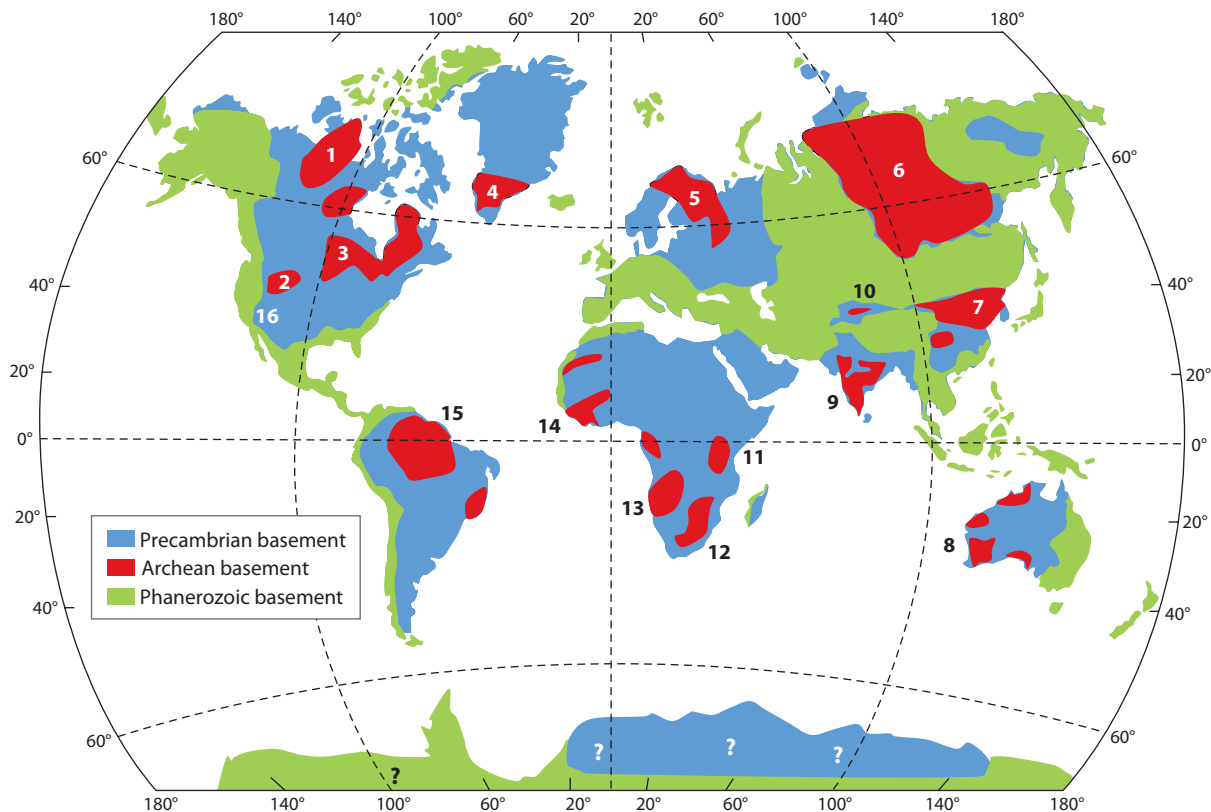 180° 140° 100° 60° 20° 20° 60° 100° 140° 180°
60° 1 4 5 6 60°
3
40° 2 10 7 40°
16
20° 9 20°
15 14
0° 11 0°
13
20° 12 8 20°
Precambrian basement
Archean basement
Phanerozoic basement
40° 40°
60° ? ? ? 60°
?
180° 140° 100° 60° 20° 20° 60° 100° 140° 180°